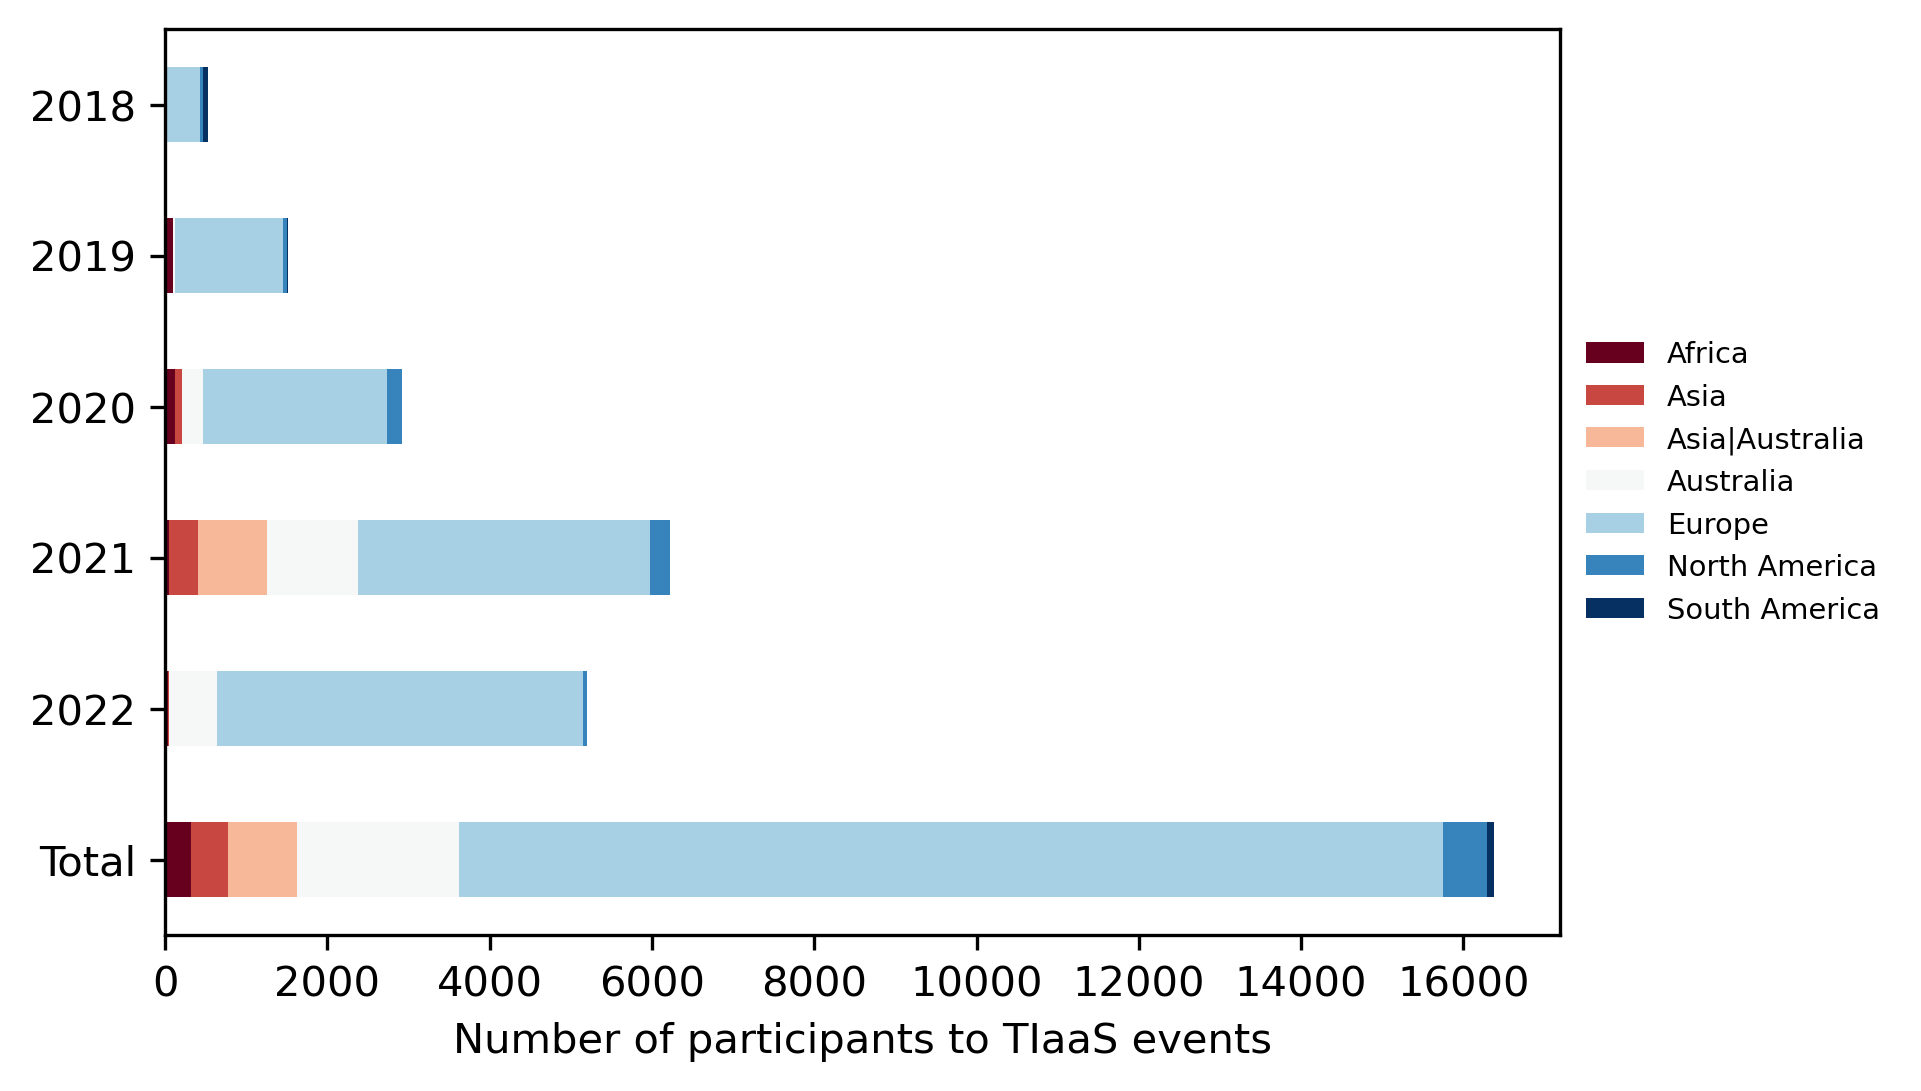 2018
2019
2020
2021
2022
Total
0 2000 4000 6000 8000 10000 12000 14000 16000
Number of participants to TIaaS events
Africa
Asia
Asia|Australia
Australia
Europe
North America
South America